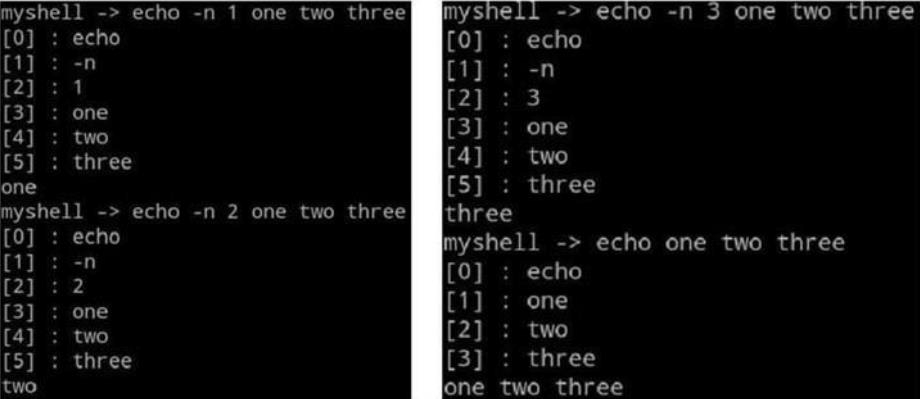 myshell -> echo -n 1 one two three
[0] : echo
[1] : -n
[2] : 1
[3] : one
[4] : two
[5] : three
one
myshell -> echo -n 2 one two three
[0] : echo
[1] : -n
[2] : 2
[3] : one
[4] : two
[5] : three
two
myshell -> echo -n 3 one two three
[0] : echo
[1] : -n
[2] : 3
[3] : one
[4] : two
[5] : three
three
myshell -> echo one two three
[0] : echo
[1] : one
[2] : two
[3] : three
one two three